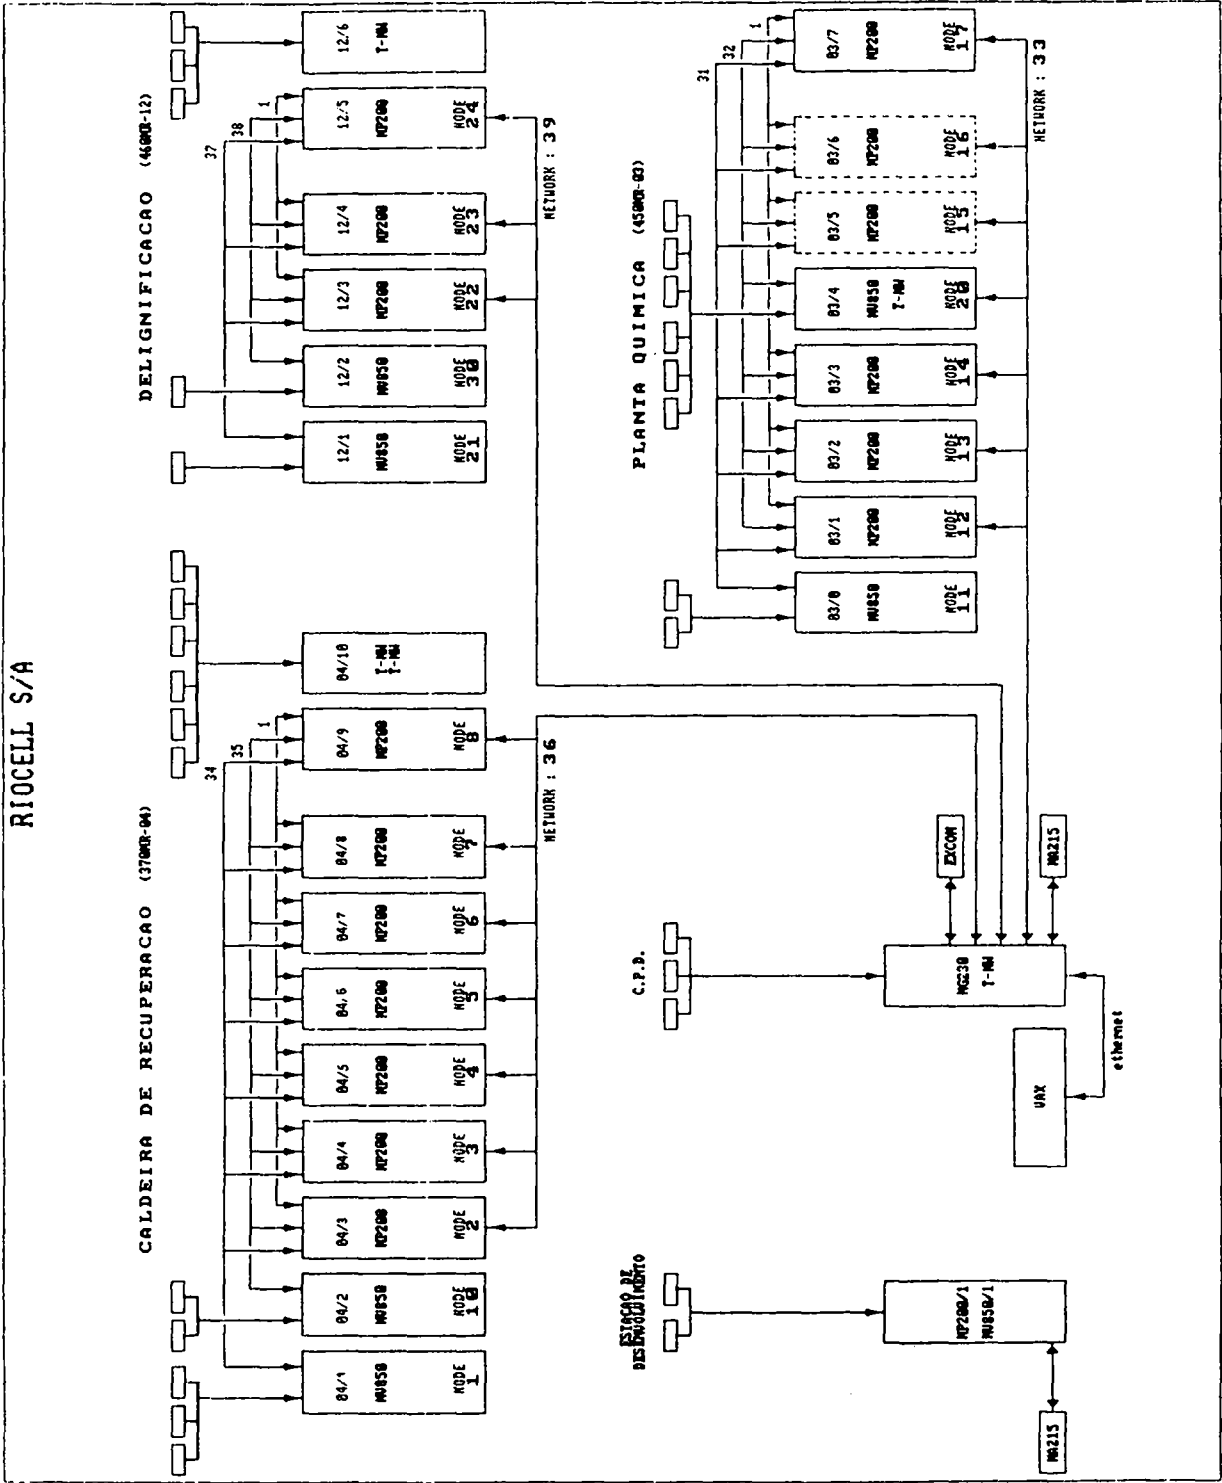 RIOCELL S/A
CALDEIRA DE RECUPERACAO (370MR-04)
34
35
1
04/1
MV850
NODE
1
04/2
MV850
NODE
10
04/3
MP200
NODE
2
04/4
MP200
NODE
3
04/5
MP200
NODE
4
04/6
MP200
NODE
5
04/7
MP200
NODE
6
04/8
MP200
NODE
7
04/9
MP200
NODE
8
04/10
T-MW
T-MW
NETWORK : 36
DELIGNIFICACAO (460MR-12)
37
38
1
12/1
MV850
NODE
21
12/2
MV850
NODE
30
12/3
MP200
NODE
22
12/4
MP200
NODE
23
12/5
MP200
NODE
24
12/6
T-MW
NETWORK : 39
ESTACAO DE
DESENVOLVIMENTO
MP200/1
MV850/1
MA215
C.P.D.
MG230
T-MW
VAX
ethernet
EXCOM
MA215
PLANTA QUIMICA (450MR-03)
31
32
1
03/0
MV850
NODE
11
03/1
MP200
NODE
12
03/2
MP200
NODE
13
03/3
MP200
NODE
14
03/4
MV850
T-MW
NODE
20
03/5
MP200
NODE
15
03/6
MP200
NODE
16
03/7
MP200
NODE
17
NETWORK : 33